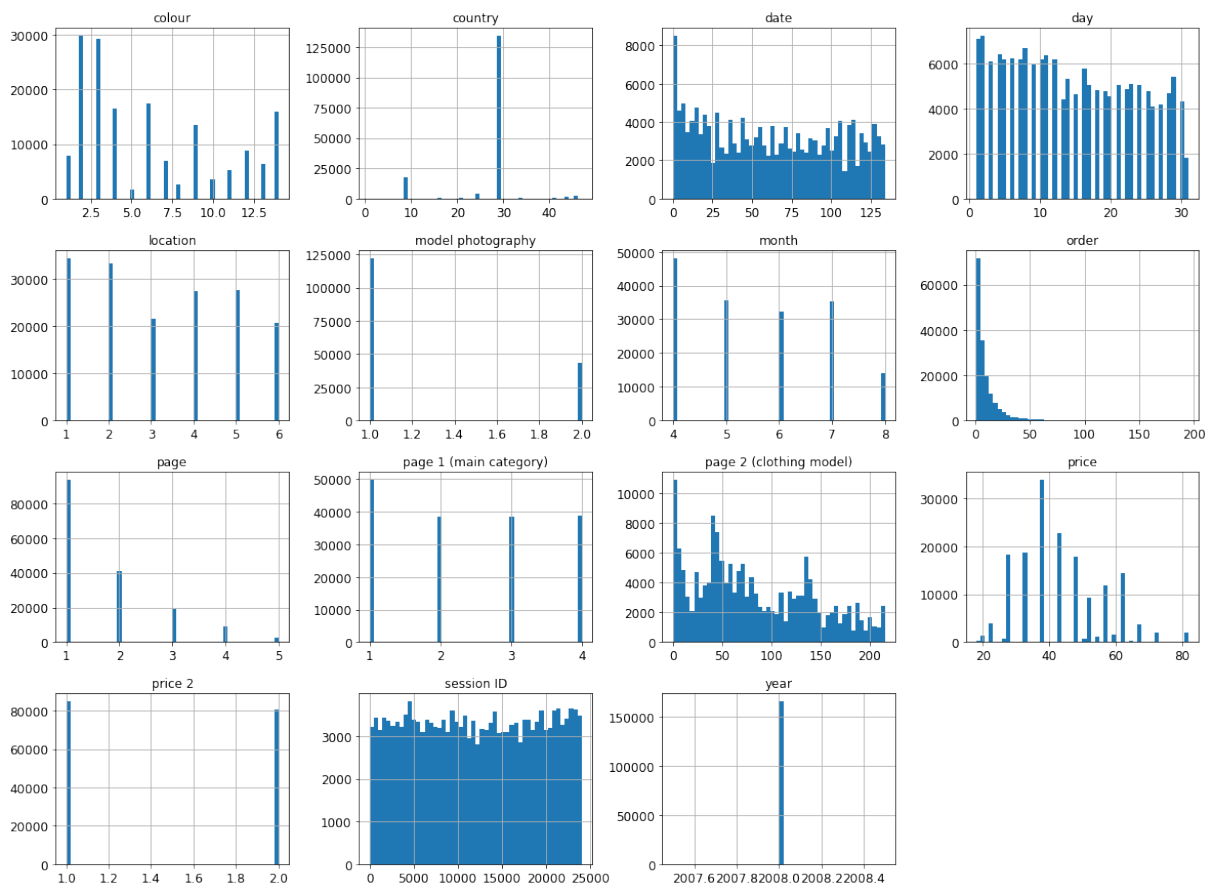 colour
30000
20000
10000
0
2.5 5.0 7.5 10.0 12.5
country
125000
100000
75000
50000
25000
0
0 20 40
date
8000
6000
4000
2000
0
0 25 50 75 100 125
day
6000
4000
2000
0
0 10 20 30
location
30000
20000
10000
0
1 2 3 4 5 6
model photography
125000
100000
75000
50000
25000
0
1.0 1.2 1.4 1.6 1.8 2.0
month
50000
40000
30000
20000
10000
0
4 5 6 7 8
order
60000
40000
20000
0
0 50 100 150 200
page
80000
60000
40000
20000
0
1 2 3 4 5
page 1 (main category)
50000
40000
30000
20000
10000
0
1 2 3 4
page 2 (clothing model)
10000
8000
6000
4000
2000
0
0 50 100 150 200
price
30000
20000
10000
0
20 40 60 80
price 2
80000
60000
40000
20000
0
1.0 1.2 1.4 1.6 1.8 2.0
session ID
3000
2000
1000
0
0 5000 10000 15000 20000 25000
year
150000
100000
50000
0
2007.6 2007.8 2008.0 2008.2 2008.4